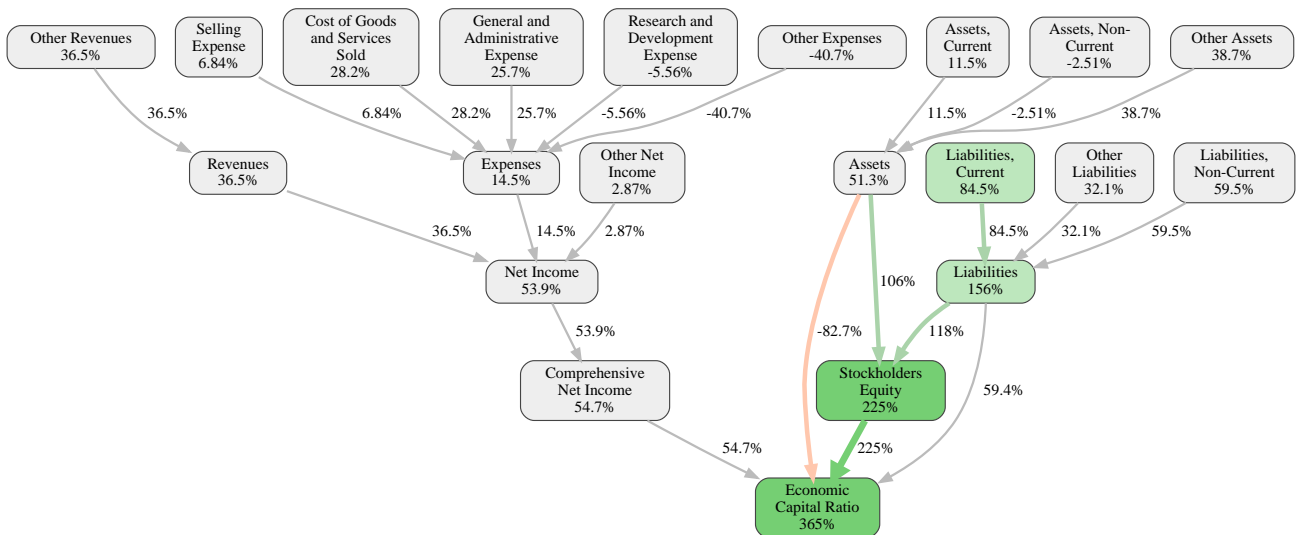 Other Revenues
36.5%
Selling
Expense
6.84%
Cost of Goods
and Services
Sold
28.2%
General and
Administrative
Expense
25.7%
Research and
Development
Expense
-5.56%
Other Expenses
-40.7%
Assets,
Current
11.5%
Assets, Non-
Current
-2.51%
Other Assets
38.7%
36.5%
6.84%
28.2%
25.7%
-5.56%
-40.7%
11.5%
-2.51%
38.7%
Revenues
36.5%
Expenses
14.5%
Other Net
Income
2.87%
Assets
51.3%
Liabilities,
Current
84.5%
Other
Liabilities
32.1%
Liabilities,
Non-Current
59.5%
36.5%
14.5%
2.87%
84.5%
32.1%
59.5%
Net Income
53.9%
106%
Liabilities
156%
53.9%
-82.7%
118%
Comprehensive
Net Income
54.7%
Stockholders
Equity
225%
59.4%
54.7%
225%
Economic
Capital Ratio
365%